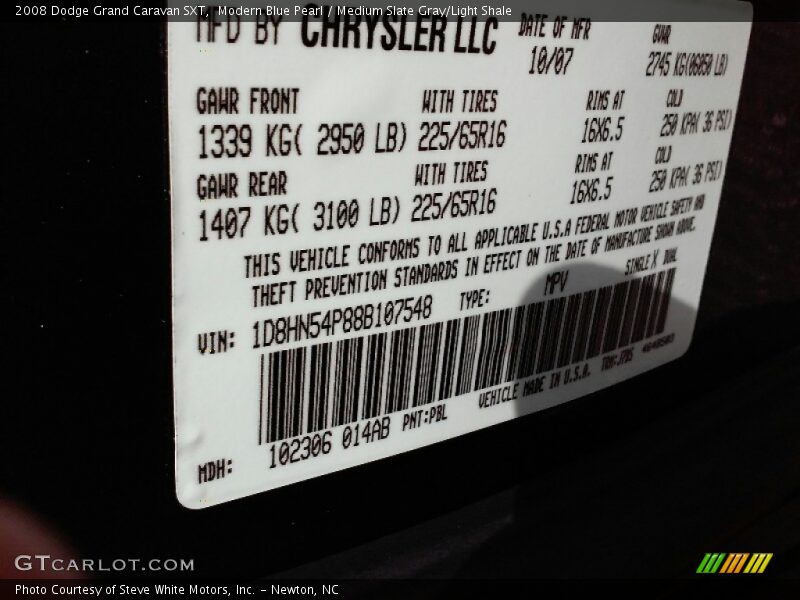 2008 Dodge Grand Caravan SXT, Modern Blue Pearl / Medium Slate Gray/Light Shale
MFD BY CHRYSLER LLC DATE OF MFR GVWR
10/07 2745 KG(06050 LB)
GAWR FRONT WITH TIRES RIMS AT COLD
1339 KG( 2950 LB) 225/65R16 16X6.5 250 KPA( 36 PSI)
GAWR REAR WITH TIRES RIMS AT COLD
1407 KG( 3100 LB) 225/65R16 16X6.5 250 KPA( 36 PSI)
THIS VEHICLE CONFORMS TO ALL APPLICABLE U.S.A FEDERAL MOTOR VEHICLE SAFETY AND
THEFT PREVENTION STANDARDS IN EFFECT ON THE DATE OF MANUFACTURE SHOWN ABOVE.
VIN: 1D8HN54P88B107548 TYPE: MPV SINGLE X DUAL
MDH: 102306 014AB PNT:PBL VEHICLE MADE IN U.S.A.
GTCARLOT.COM
Photo Courtesy of Steve White Motors, Inc. – Newton, NC